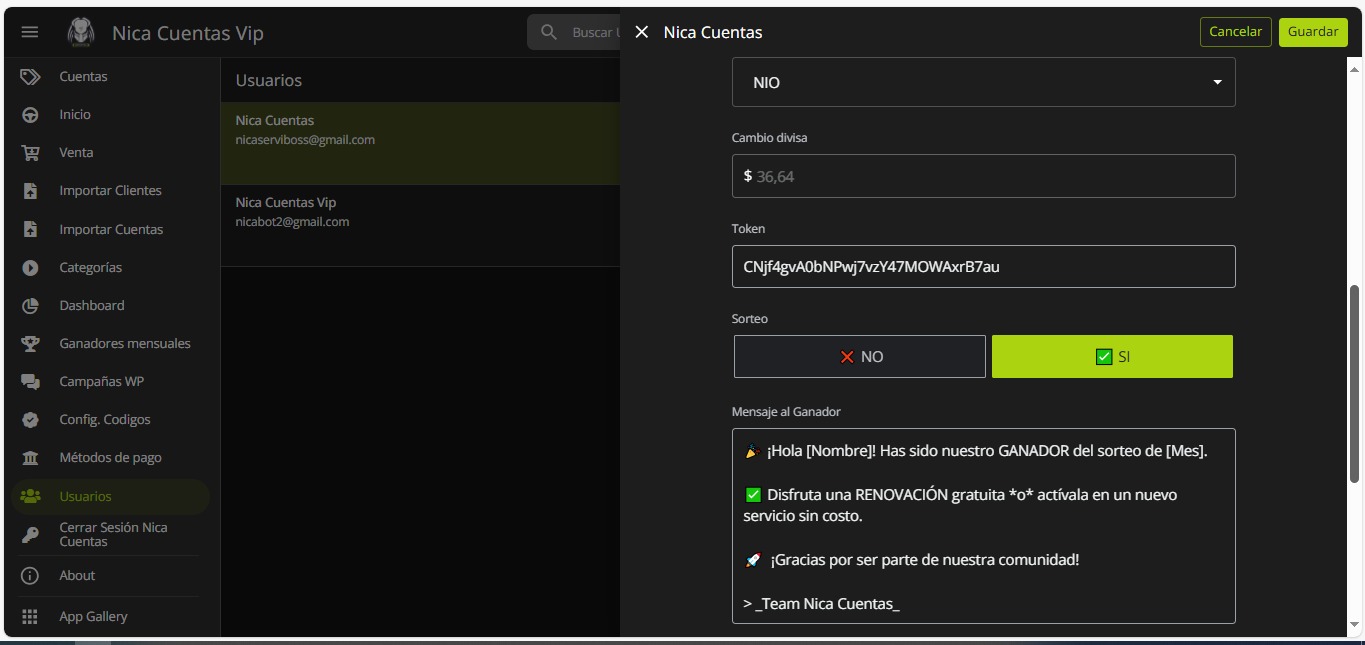 Nica Cuentas Vip
Buscar U
Nica Cuentas
Cancelar
Guardar
Cuentas
Inicio
Venta
Importar Clientes
Importar Cuentas
Categorías
Dashboard
Ganadores mensuales
Campañas WP
Config. Codigos
Métodos de pago
Usuarios
Cerrar Sesión Nica
Cuentas
About
App Gallery
Usuarios
Nica Cuentas
nicaserviboss@gmail.com
Nica Cuentas Vip
nicabot2@gmail.com
NIO
Cambio divisa
$ 36,64
Token
CNjf4gvA0bNPwj7vzY47MOWAxrB7au
Sorteo
❌ NO
✅ SI
Mensaje al Ganador
🎉 ¡Hola [Nombre]! Has sido nuestro GANADOR del sorteo de [Mes].
✅ Disfruta una RENOVACIÓN gratuita *o* actívala en un nuevo
servicio sin costo.
🚀 ¡Gracias por ser parte de nuestra comunidad!
> _Team Nica Cuentas_